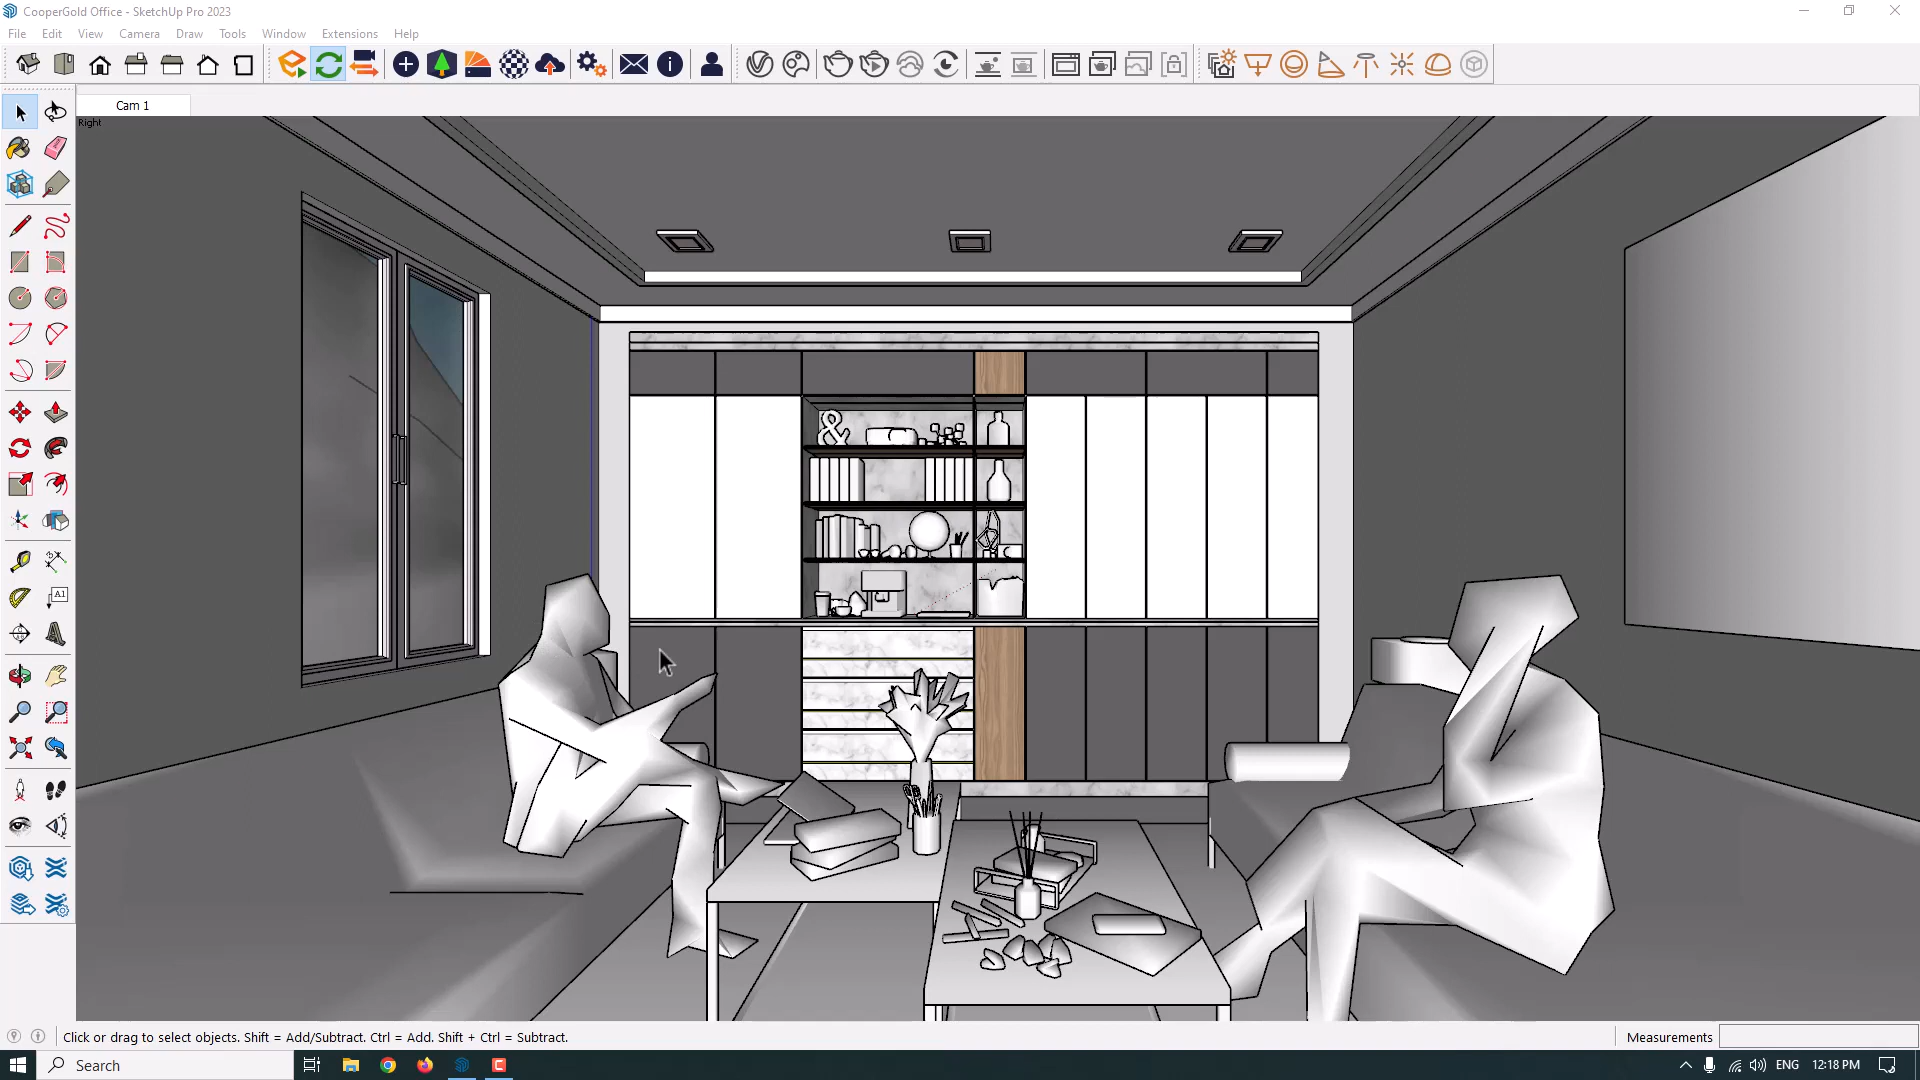 CooperGold Office - SketchUp Pro 2023
File Edit View Camera Draw Tools Window Extensions Help
Cam 1
Right
A1
&
Click or drag to select objects. Shift = Add/Subtract. Ctrl = Add. Shift + Ctrl = Subtract.
Measurements
Search
ENG
12:18 PM